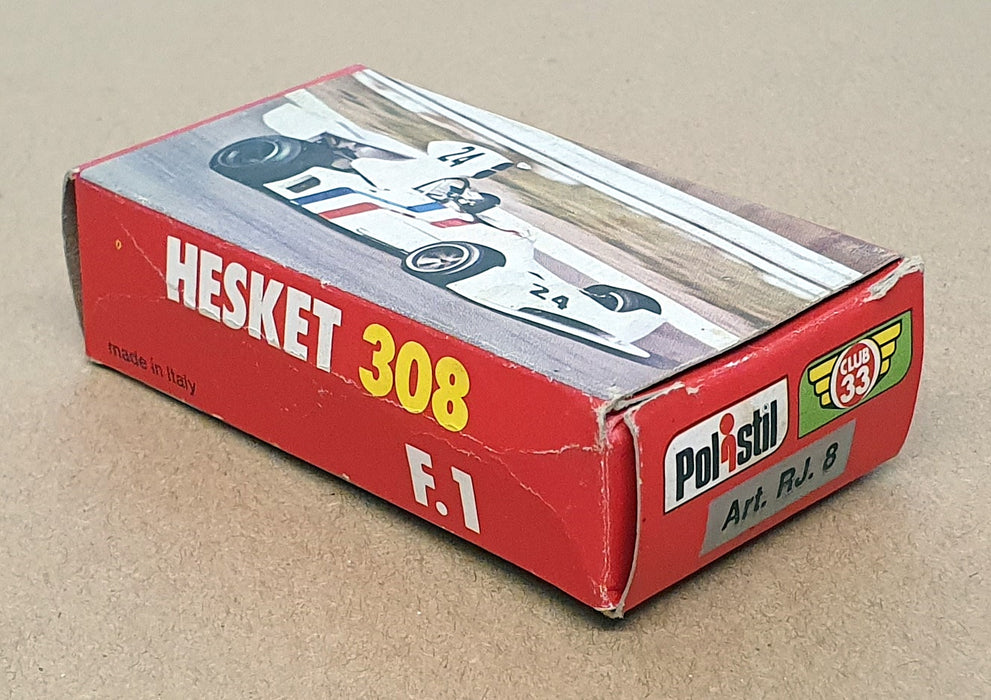 24
24
HESKET 308
F.1
made in Italy
Polistil
CLUB
33
Art. RJ. 8